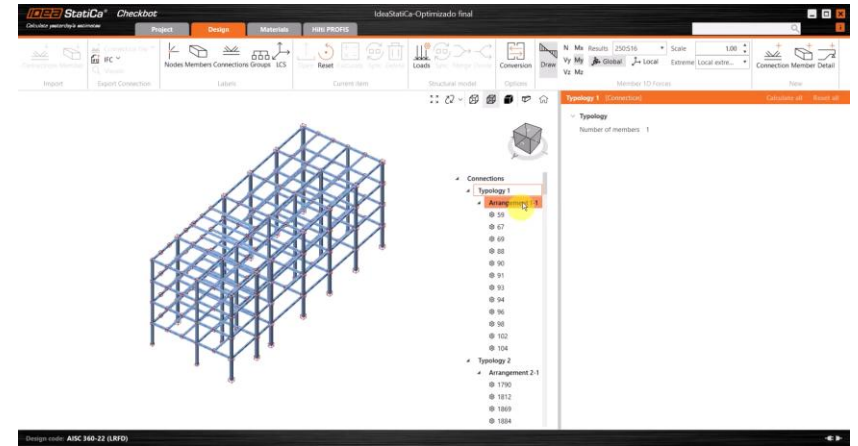 IDEA StatiCa® Checkbot
IdeaStatiCa-Optimizado final
Calculate yesterday's estimates
Project Design Materials Hilti PROFIS
IFC
Nodes Members Connections Groups LCS
Reset
Loads
Conversion
Draw
N Mx Results 250:516 Scale 1.00
Vy My Global Local Extreme Local extre...
Vz Mz
Connection Member Detail
Import Export Connection Labels Current item Structural model Options Member 1D Forces New
Typology 1 (Connection) Calculate all Reset all
Typology
Number of members 1
Connections
Typology 1
Arrangement 1-1
59
67
69
88
90
91
93
94
96
98
102
104
Typology 2
Arrangement 2-1
1790
1812
1869
1884
Design code: AISC 360-22 (LRFD)